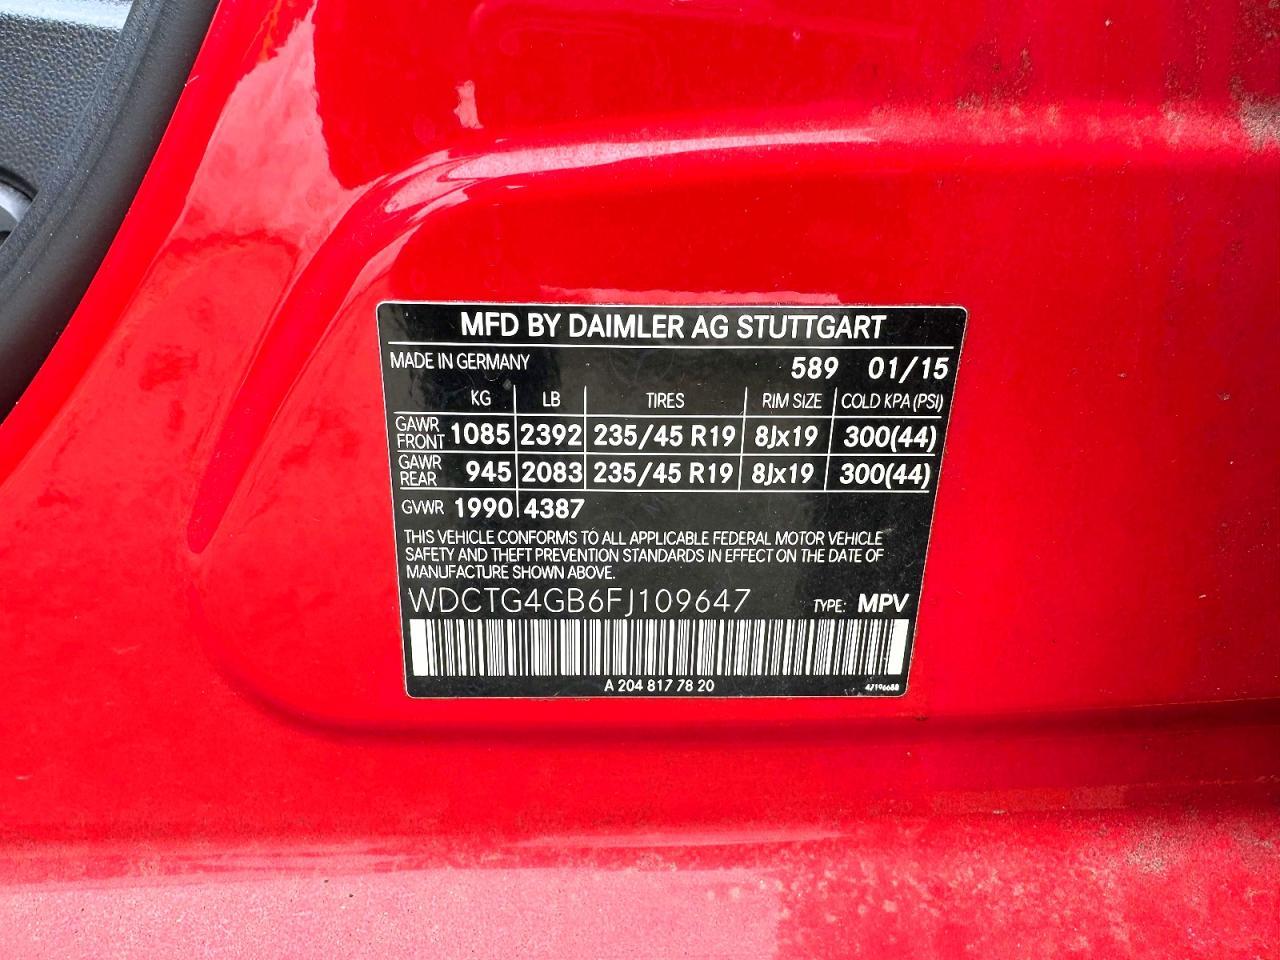 MFD BY DAIMLER AG STUTTGART
MADE IN GERMANY 589 01/15
KG LB TIRES RIM SIZE COLD KPA (PSI)
GAWR FRONT 1085 2392 235/45 R19 8Jx19 300(44)
GAWR REAR 945 2083 235/45 R19 8Jx19 300(44)
GVWR 1990 4387
THIS VEHICLE CONFORMS TO ALL APPLICABLE FEDERAL MOTOR VEHICLE
SAFETY AND THEFT PREVENTION STANDARDS IN EFFECT ON THE DATE OF
MANUFACTURE SHOWN ABOVE.
WDCTG4GB6FJ109647 TYPE: MPV
A 204 817 78 20